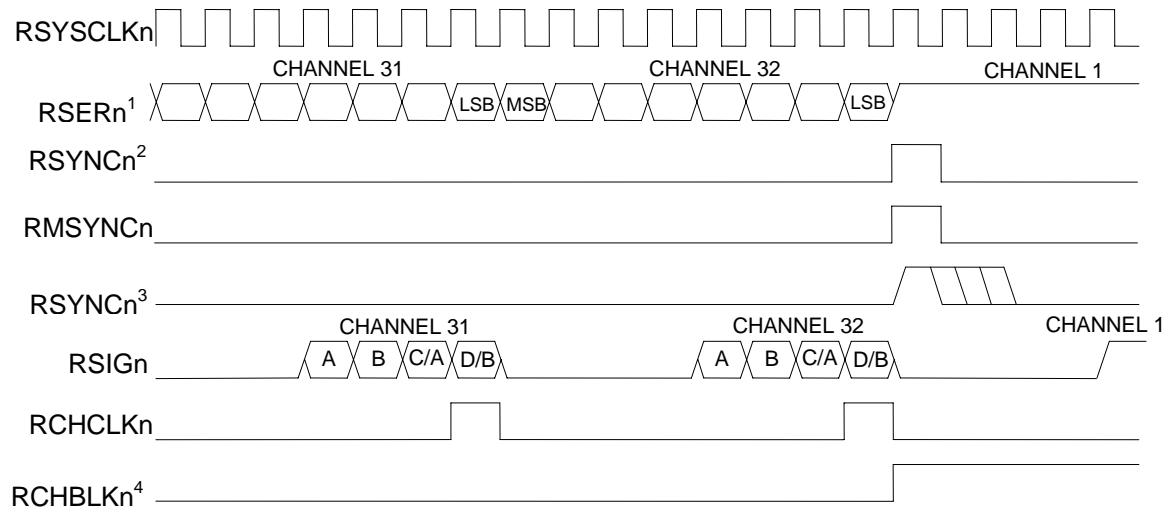 RSYSCLKn
CHANNEL 31 CHANNEL 32 CHANNEL 1
RSERn1 LSB MSB LSB
RSYNCn2
RMSYNCn
RSYNCn3
CHANNEL 31 CHANNEL 32 CHANNEL 1
RSIGn A B C/A D/B A B C/A D/B
RCHCLKn
RCHBLKn4